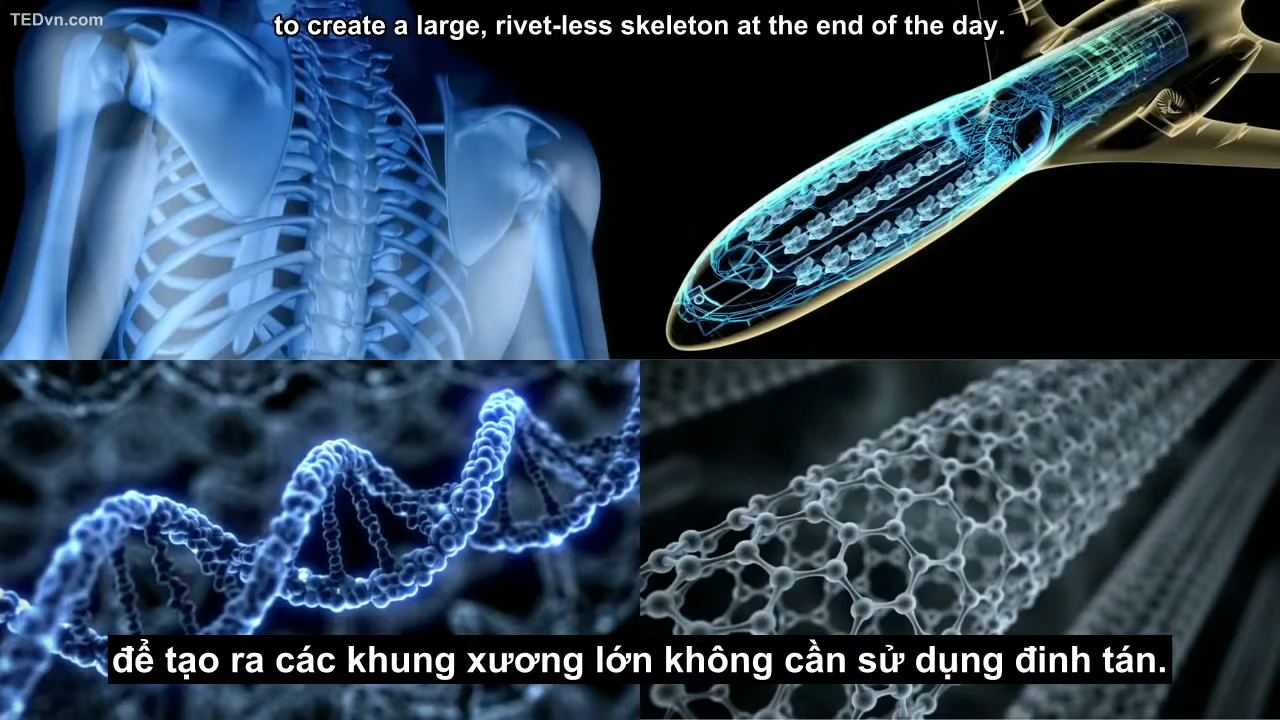 TEDvn.com
to create a large, rivet-less skeleton at the end of the day.
để tạo ra các khung xương lớn không cần sử dụng đinh tán.